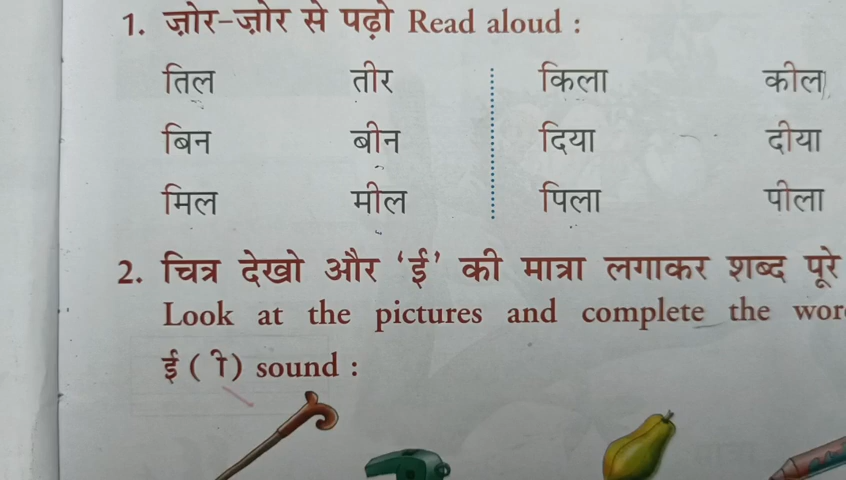 1. ज़ोर-ज़ोर से पढ़ो Read aloud :
तिल तीर किला कील
बिन बीन दिया दीया
मिल मील पिला पीला
2. चित्र देखो और ‘ई’ की मात्रा लगाकर शब्द पूरे
Look at the pictures and complete the
ई ( ी ) sound :